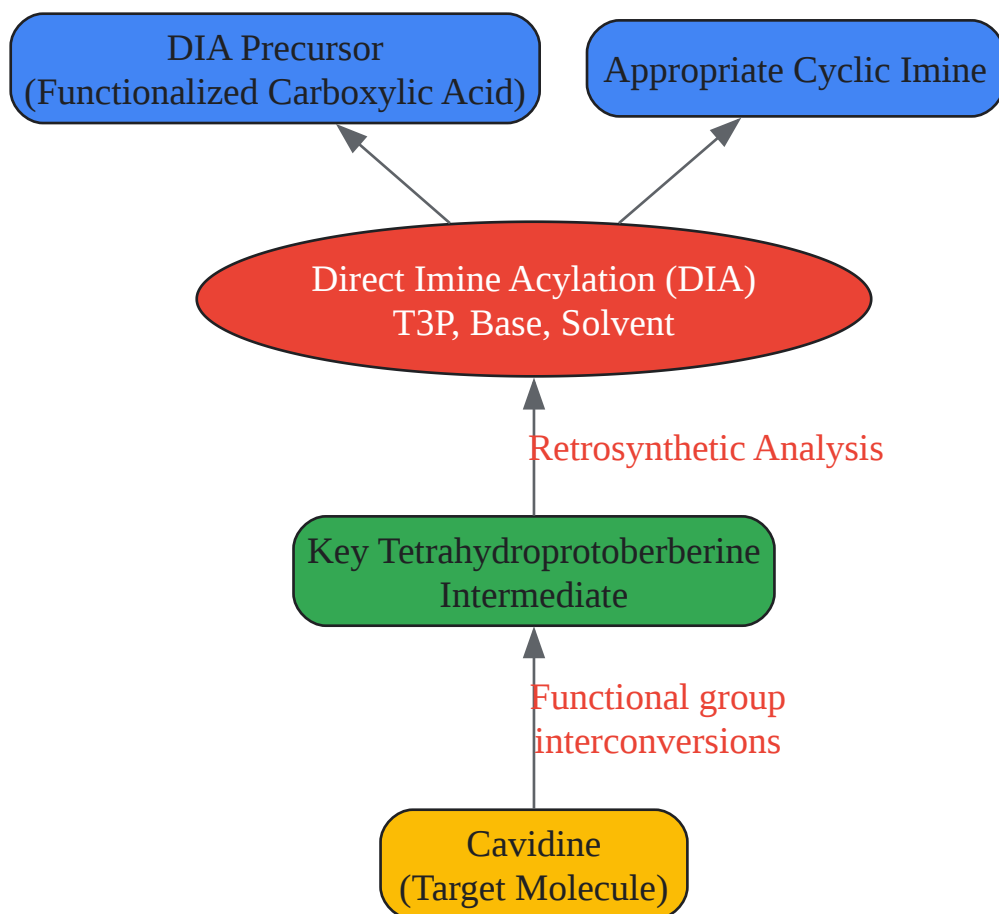 DIA Precursor
(Functionalized Carboxylic Acid)
Appropriate Cyclic Imine
Direct Imine Acylation (DIA)
T3P, Base, Solvent
Retrosynthetic Analysis
Key Tetrahydroprotoberberine
Intermediate
Functional group
interconversions
Cavidine
(Target Molecule)